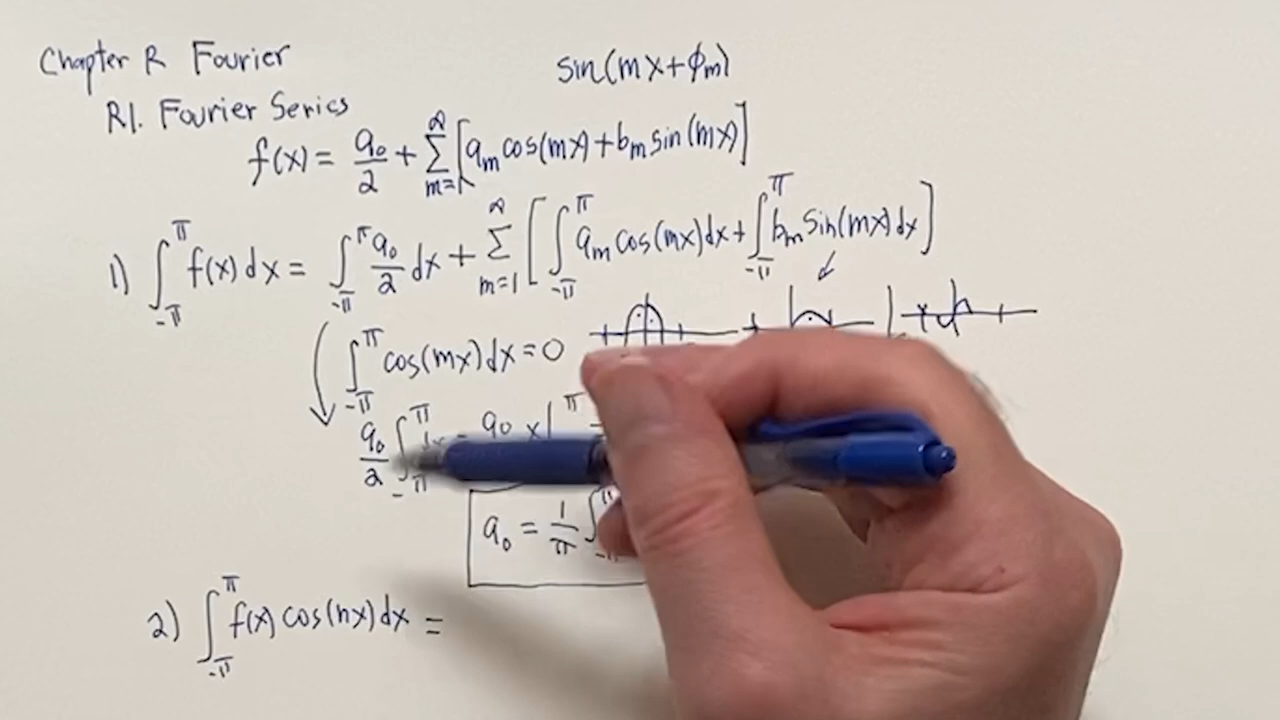 Chapter R Fourier
sin(mx+ϕₘ)
R1. Fourier Series
f(x) = a₀/2 + ∑_{m=1}^{∞} [aₘ cos(mx) + bₘ sin(mx)]
1) ∫_{-π}^{π} f(x) dx = ∫_{-π}^{π} a₀/2 dx + ∑_{m=1}^{∞} [∫_{-π}^{π} aₘ cos(mx) dx + ∫_{-π}^{π} bₘ sin(mx) dx]
∫_{-π}^{π} cos(mx) dx = 0
a₀/2 ∫_{-π}^{π} a₀ x |^{π}
a₀ = 1/π ∫
2) ∫_{-π}^{π} f(x) cos(nx) dx =